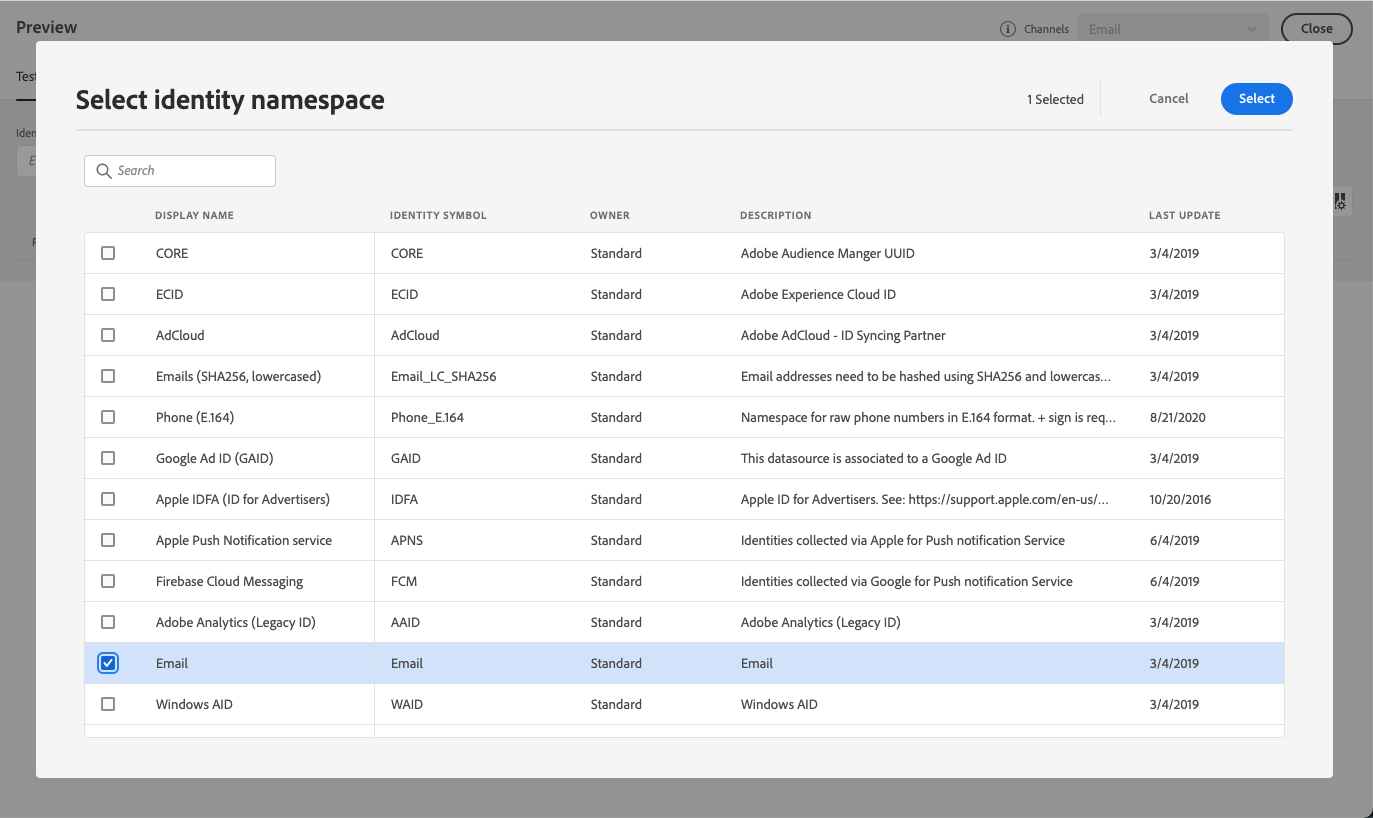 Preview
Channels Email Close
Test
Select identity namespace 1 Selected Cancel Select
Iden
Search
DISPLAY NAME IDENTITY SYMBOL OWNER DESCRIPTION LAST UPDATE
CORE CORE Standard Adobe Audience Manger UUID 3/4/2019
ECID ECID Standard Adobe Experience Cloud ID 3/4/2019
AdCloud AdCloud Standard Adobe AdCloud - ID Syncing Partner 3/4/2019
Emails (SHA256, lowercased) Email_LC_SHA256 Standard Email addresses need to be hashed using SHA256 and lowercas... 3/4/2019
Phone (E.164) Phone_E.164 Standard Namespace for raw phone numbers in E.164 format. + sign is req... 8/21/2020
Google Ad ID (GAID) GAID Standard This datasource is associated to a Google Ad ID 3/4/2019
Apple IDFA (ID for Advertisers) IDFA Standard Apple ID for Advertisers. See: https://support.apple.com/en-us/... 10/20/2016
Apple Push Notification service APNS Standard Identities collected via Apple for Push notification Service 6/4/2019
Firebase Cloud Messaging FCM Standard Identities collected via Google for Push notification Service 6/4/2019
Adobe Analytics (Legacy ID) AAID Standard Adobe Analytics (Legacy ID) 3/4/2019
Email Email Standard Email 3/4/2019
Windows AID WAID Standard Windows AID 3/4/2019